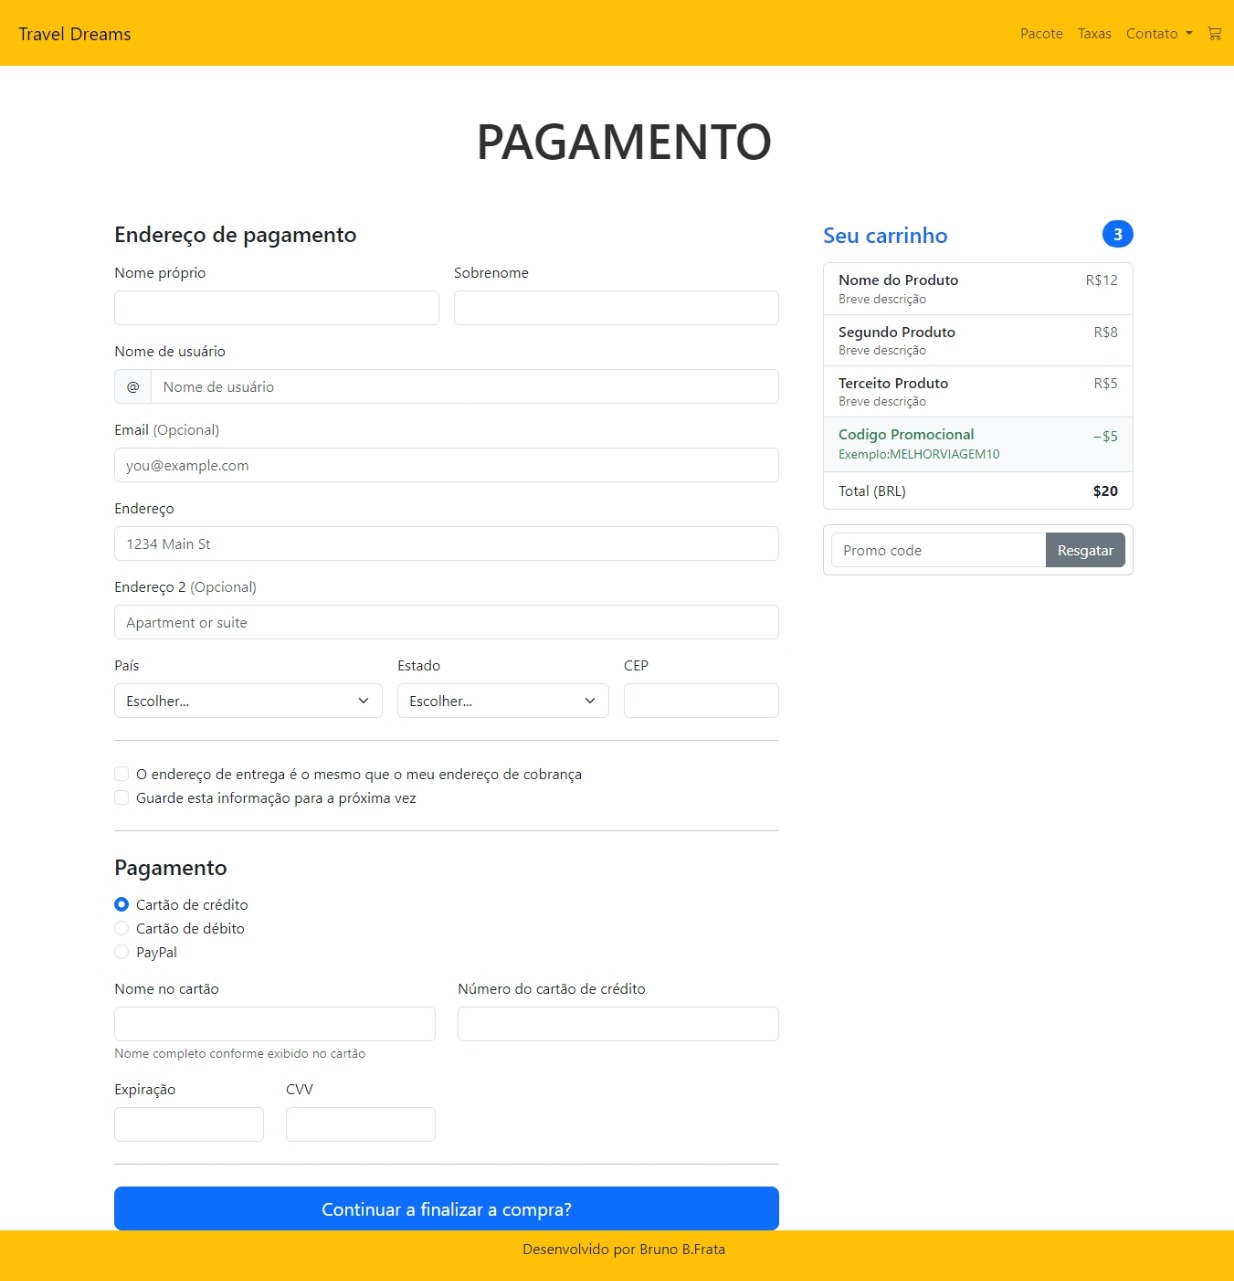 Travel Dreams
Pacote Taxas Contato
PAGAMENTO
Endereço de pagamento
Nome próprio Sobrenome
Nome de usuário
@ Nome de usuário
Email (Opcional)
you@example.com
Endereço
1234 Main St
Endereço 2 (Opcional)
Apartment or suite
País Estado CEP
Escolher... Escolher...
O endereço de entrega é o mesmo que o meu endereço de cobrança
Guarde esta informação para a próxima vez
Pagamento
Cartão de crédito
Cartão de débito
PayPal
Nome no cartão Número do cartão de crédito
Nome completo conforme exibido no cartão
Expiração CVV
Continuar a finalizar a compra?
Seu carrinho 3
Nome do Produto R$12
Breve descrição
Segundo Produto R$8
Breve descrição
Terceito Produto R$5
Breve descrição
Codigo Promocional −$5
Exemplo:MELHORVIAGEM10
Total (BRL) $20
Promo code Resgatar
Desenvolvido por Bruno B.Frata